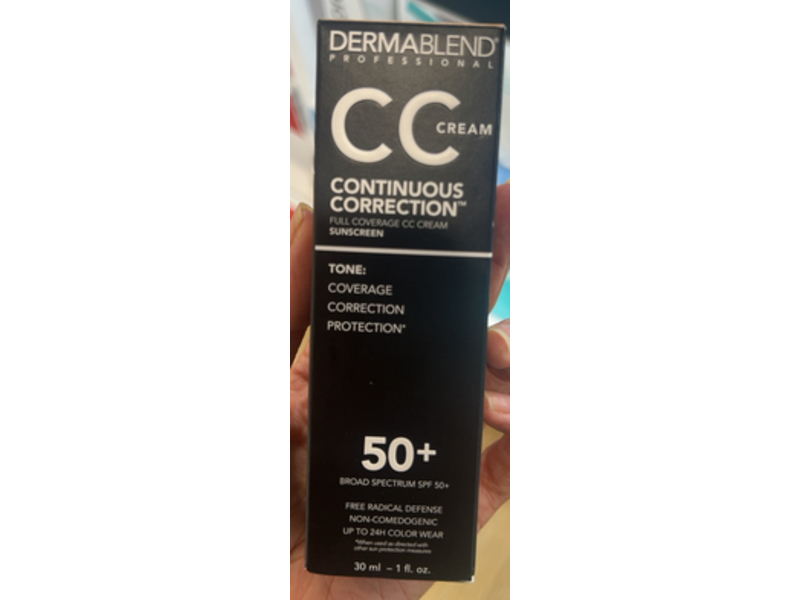 DERMABLEND®
PROFESSIONAL
CC CREAM
CONTINUOUS
CORRECTION™
FULL COVERAGE CC CREAM
SUNSCREEN
TONE:
COVERAGE
CORRECTION
PROTECTION*
50+
BROAD SPECTRUM SPF 50+
FREE RADICAL DEFENSE
NON-COMEDOGENIC
UP TO 24H COLOR WEAR
*When used as directed with
other sun protection measures
30 ml – 1 fl. oz.